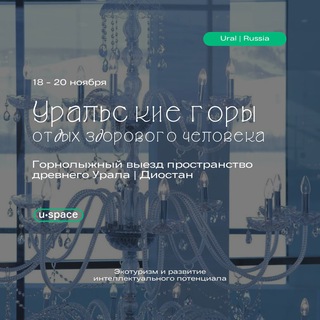 Ural | Russia
18 - 20 ноября
Уральские горы
отдых здорового человека
Горнолыжный выезд пространство
древнего Урала | Диостан
u-space
Экотуризм и развитие
интеллектуального потенциала